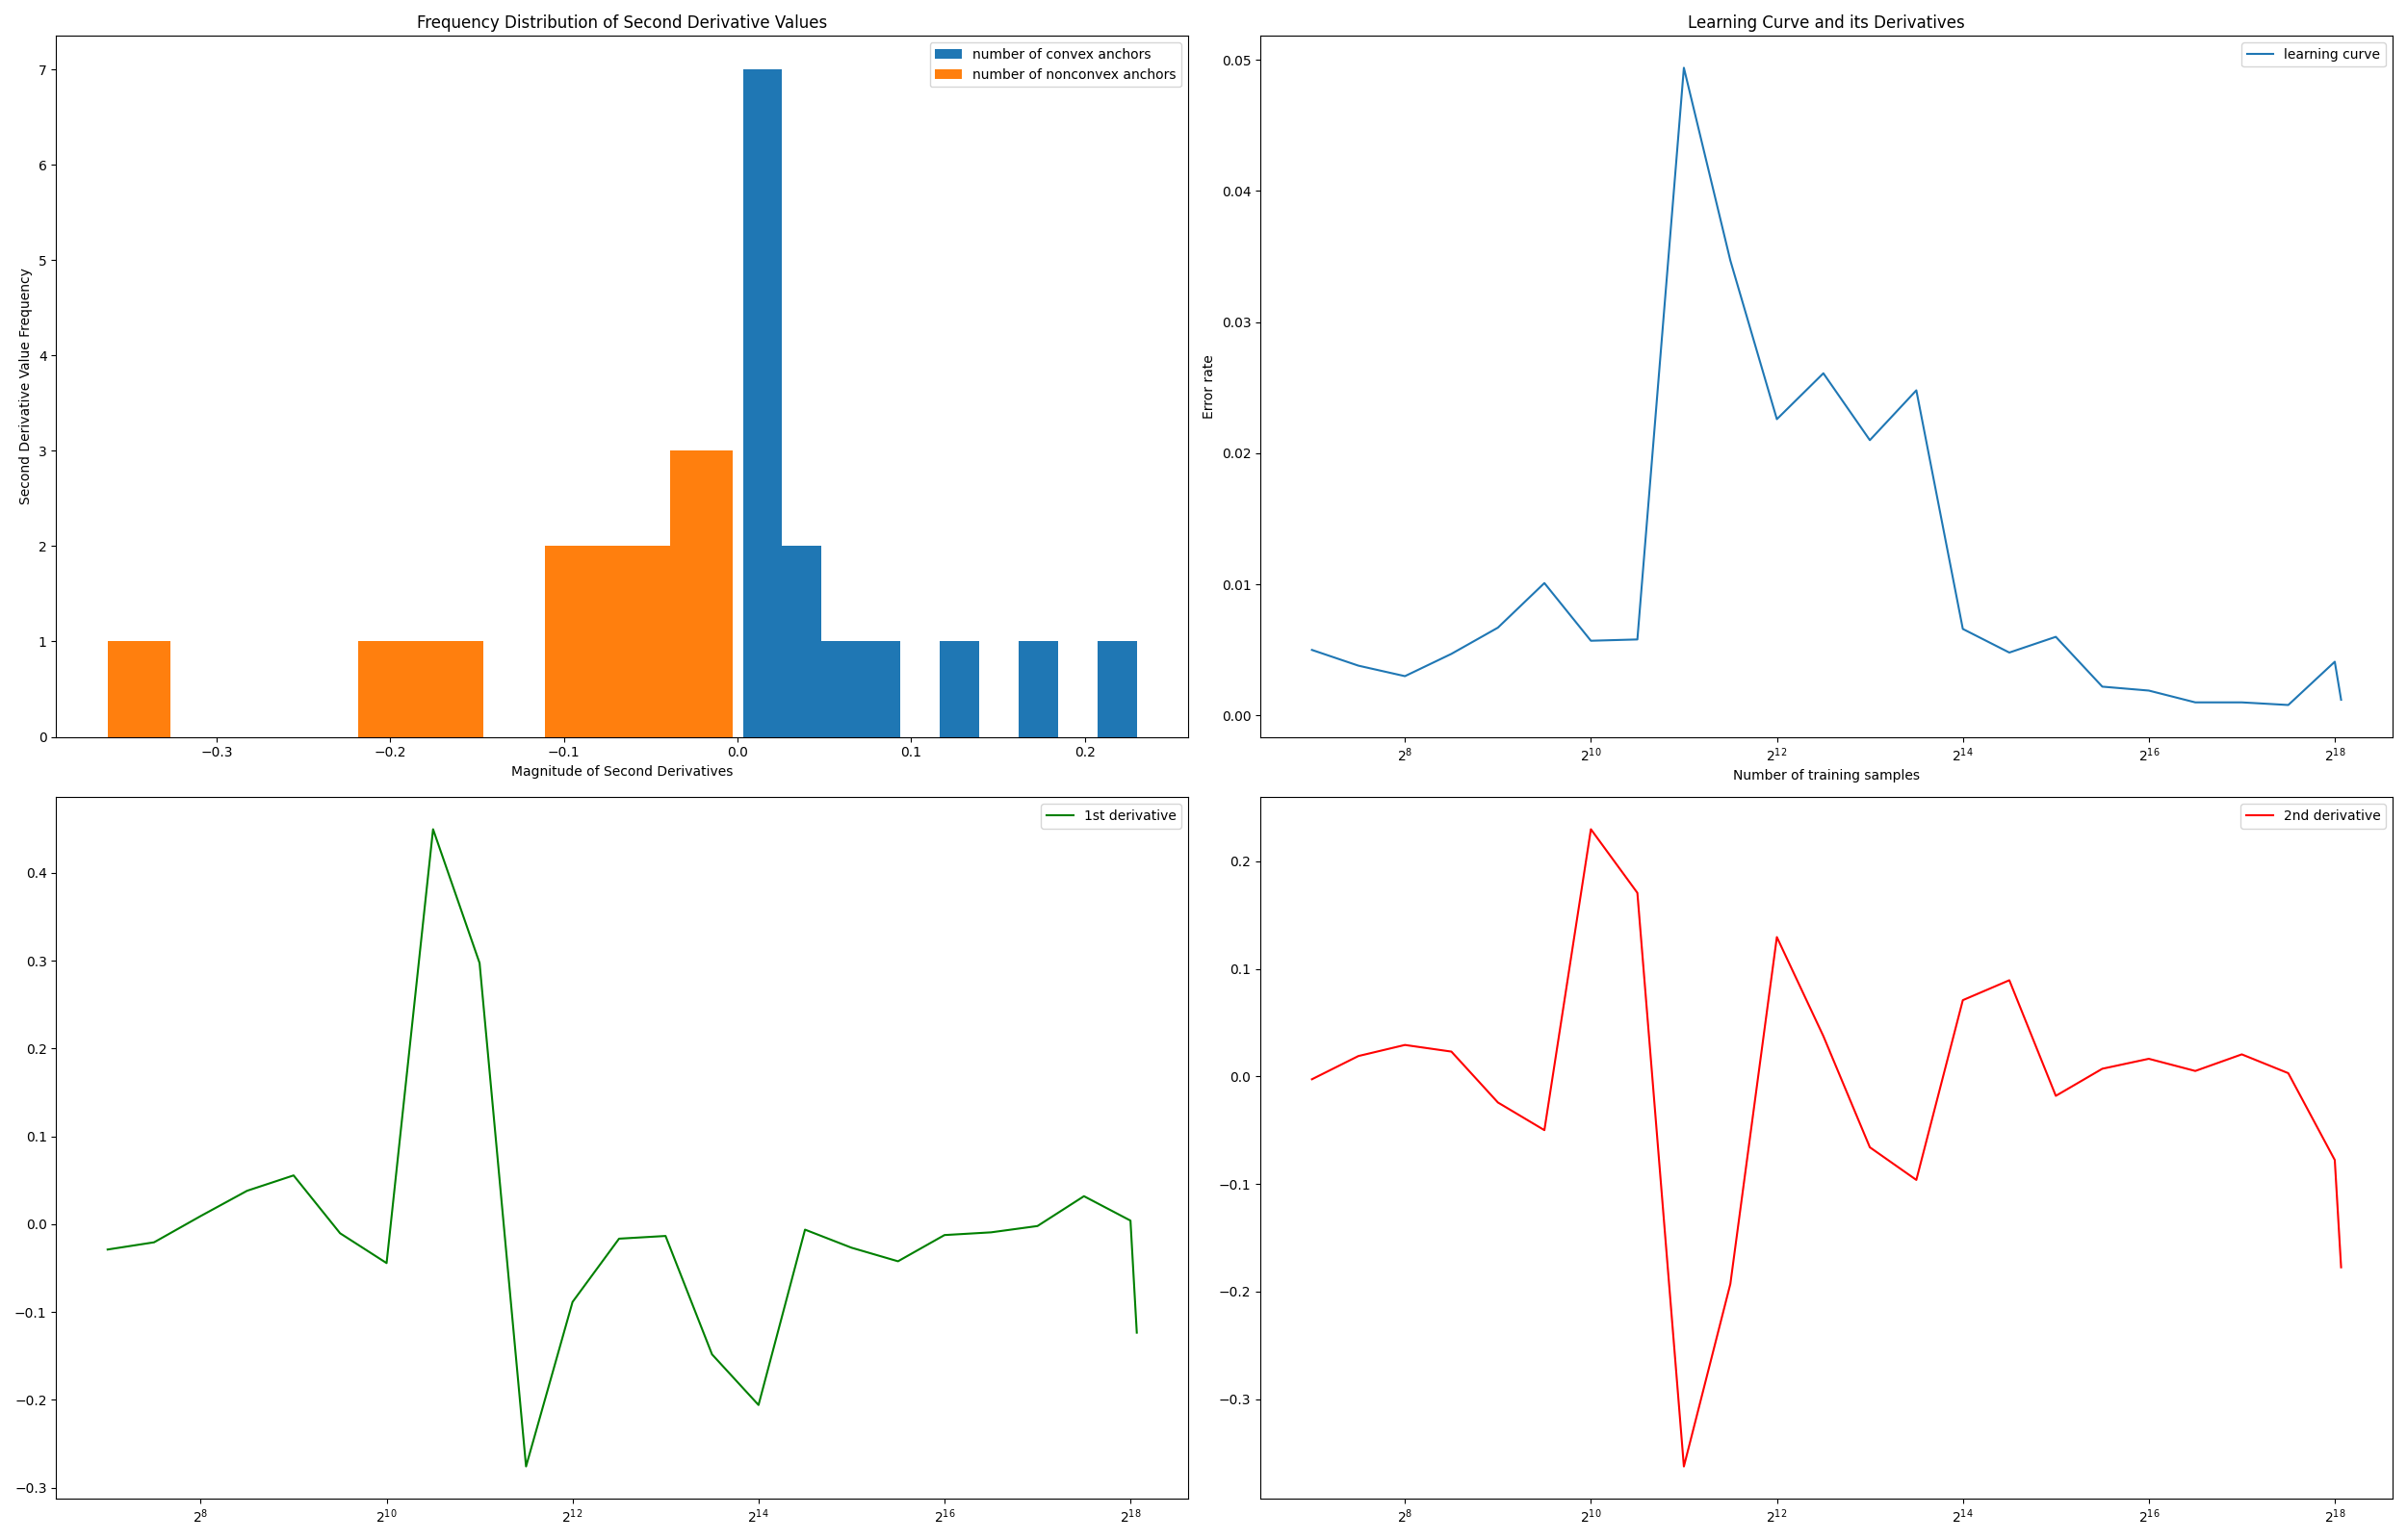 Frequency Distribution of Second Derivative Values
number of convex anchors
number of nonconvex anchors
Second Derivative Value Frequency
7
6
5
4
3
2
1
0
−0.3 −0.2 −0.1 0.0 0.1 0.2
Magnitude of Second Derivatives
Learning Curve and its Derivatives
learning curve
Error rate
0.05
0.04
0.03
0.02
0.01
0.00
2^8 2^10 2^12 2^14 2^16 2^18
Number of training samples
1st derivative
0.4
0.3
0.2
0.1
0.0
−0.1
−0.2
−0.3
2^8 2^10 2^12 2^14 2^16 2^18
2nd derivative
0.2
0.1
0.0
−0.1
−0.2
−0.3
2^8 2^10 2^12 2^14 2^16 2^18